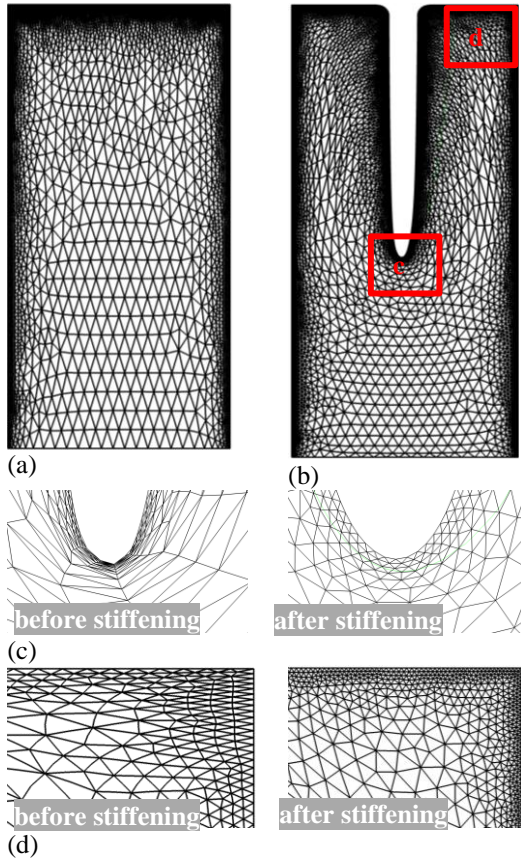 d
c
(a)
(b)
before stiffening
after stiffening
(c)
before stiffening
after stiffening
(d)